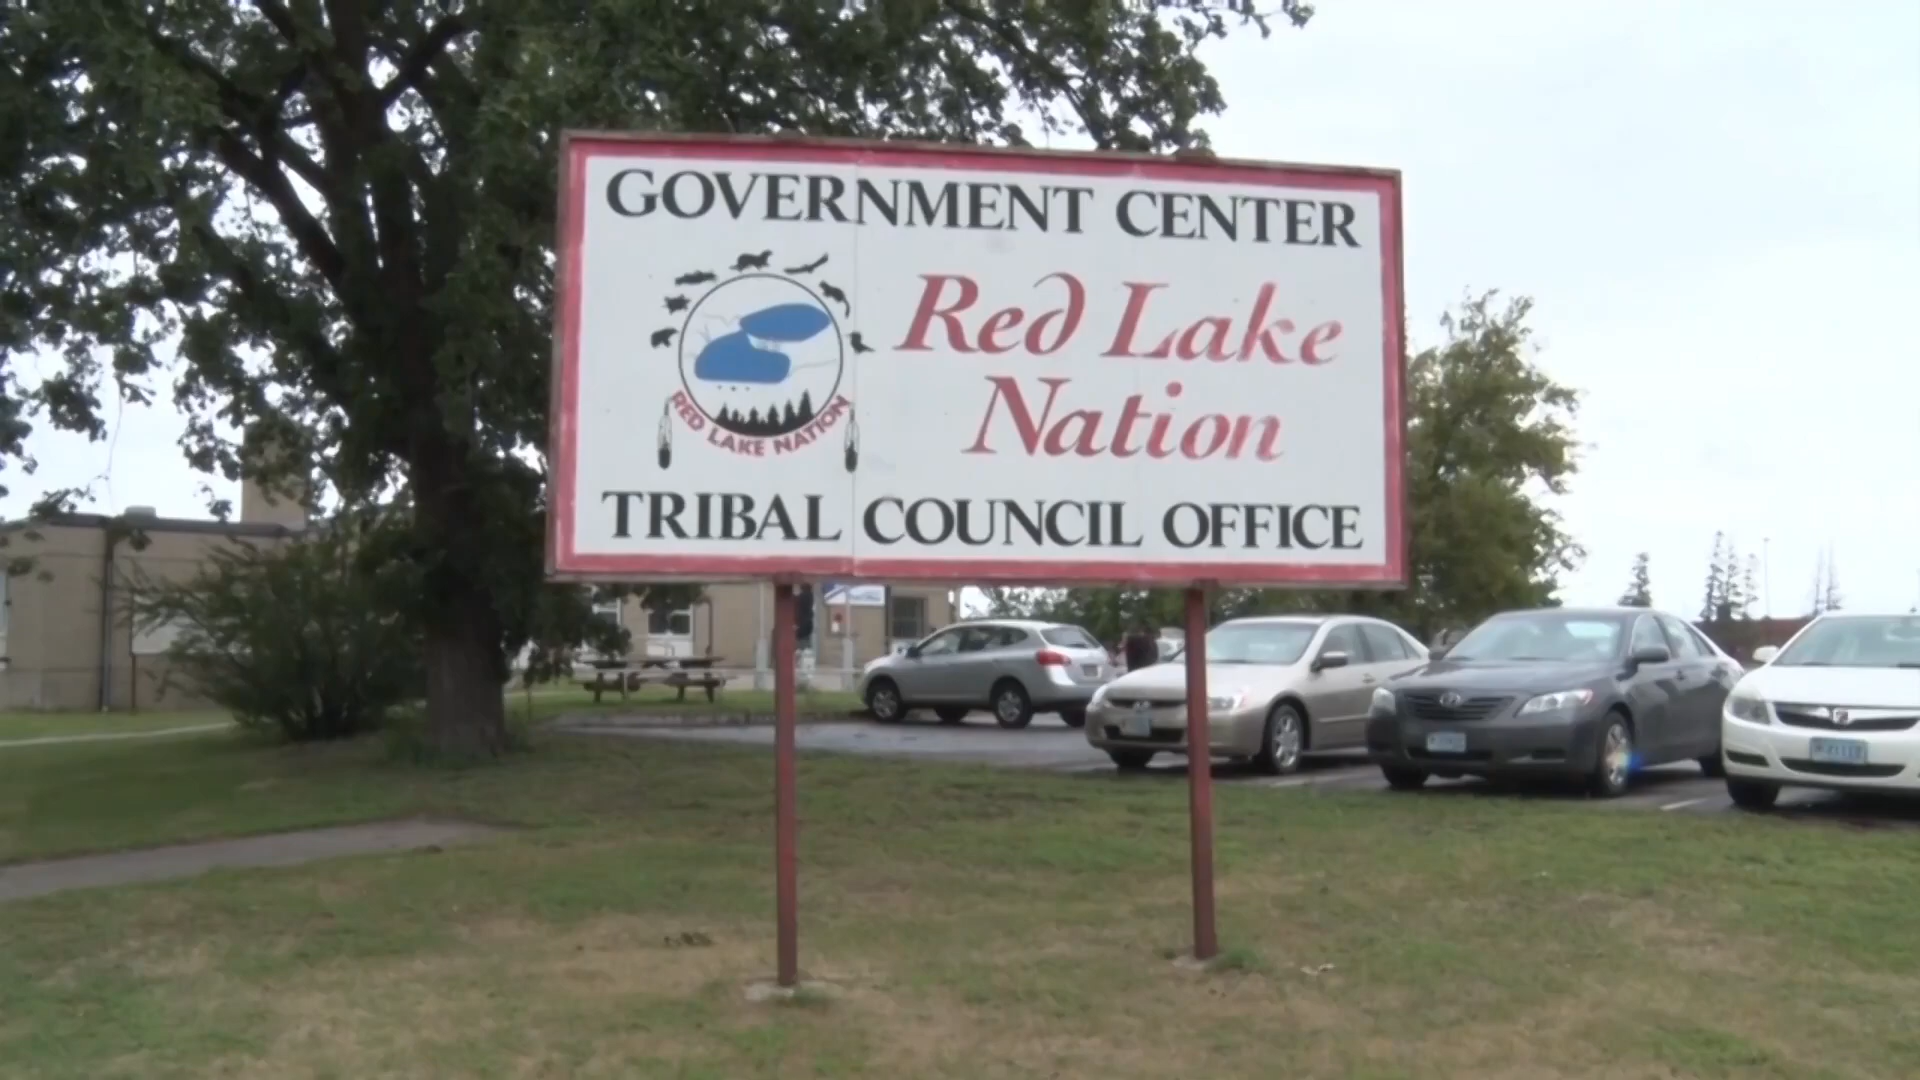 GOVERNMENT CENTER
Red Lake
Nation
RED LAKE NATION
TRIBAL COUNCIL OFFICE